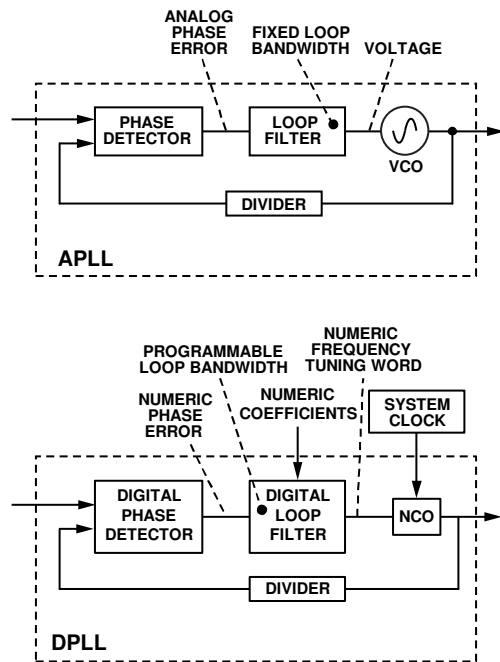 ANALOG
PHASE
ERROR
FIXED LOOP
BANDWIDTH
VOLTAGE
PHASE
DETECTOR
LOOP
FILTER
VCO
DIVIDER
APLL
PROGRAMMABLE
LOOP BANDWIDTH
NUMERIC
FREQUENCY
TUNING WORD
NUMERIC
PHASE
ERROR
NUMERIC
COEFFICIENTS
SYSTEM
CLOCK
DIGITAL
PHASE
DETECTOR
DIGITAL
LOOP
FILTER
NCO
DIVIDER
DPLL